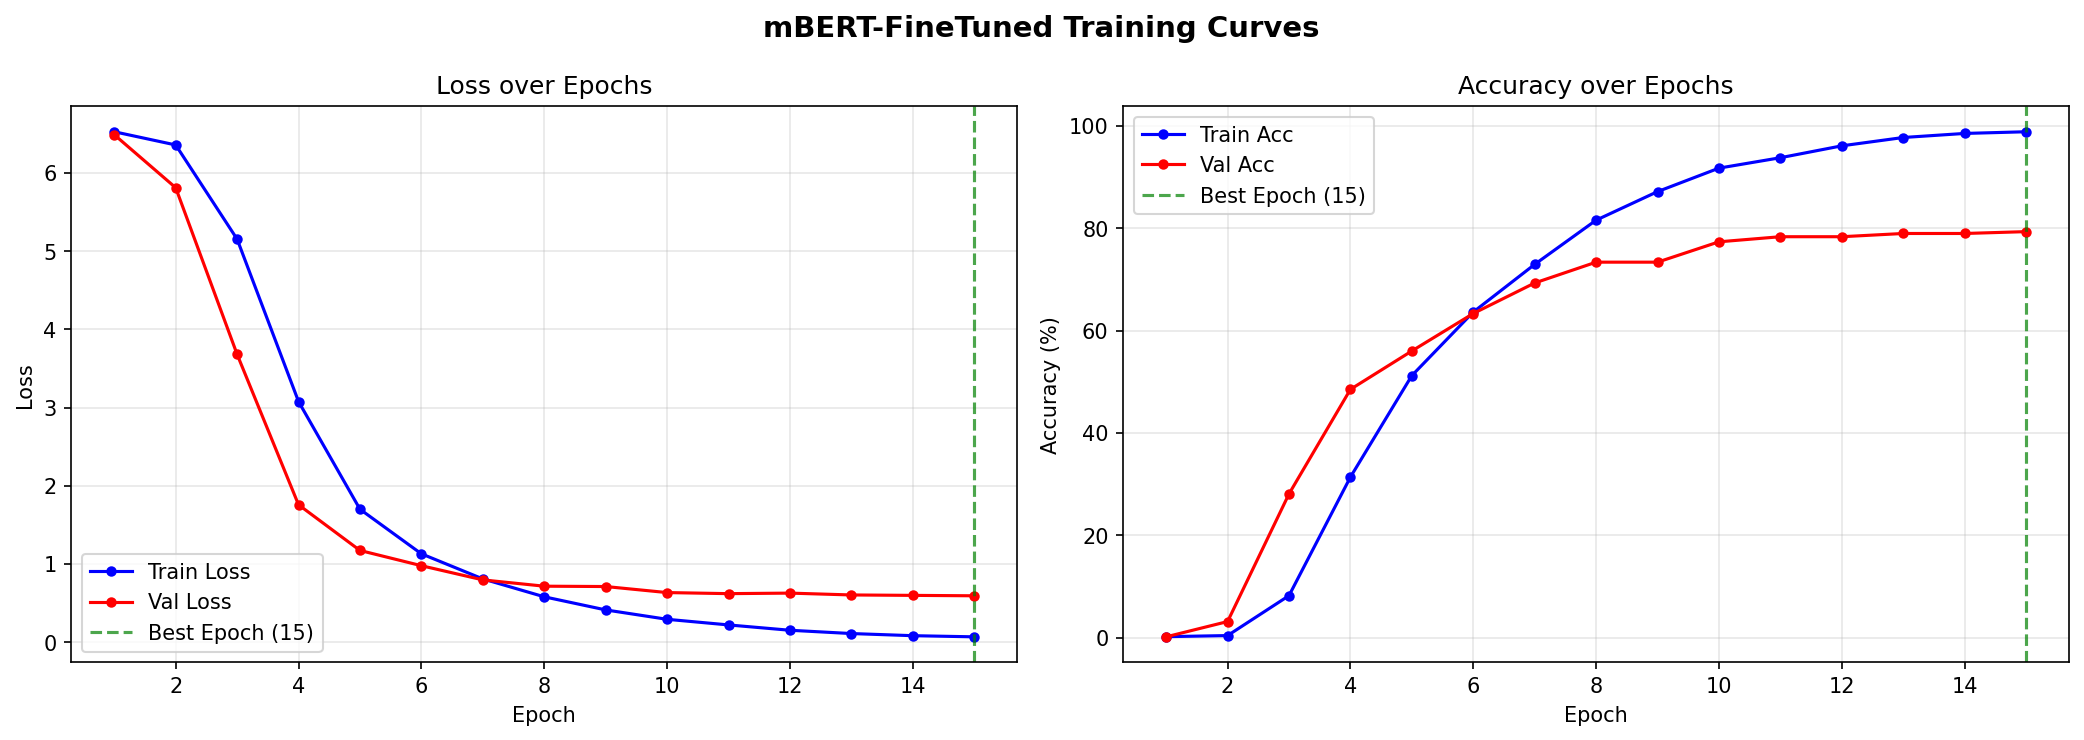 mBERT-FineTuned Training Curves
Loss over Epochs
Loss
6
5
4
3
2
1
0
Train Loss
Val Loss
Best Epoch (15)
2 4 6 8 10 12 14
Epoch
Accuracy over Epochs
Accuracy (%)
100
80
60
40
20
0
Train Acc
Val Acc
Best Epoch (15)
2 4 6 8 10 12 14
Epoch